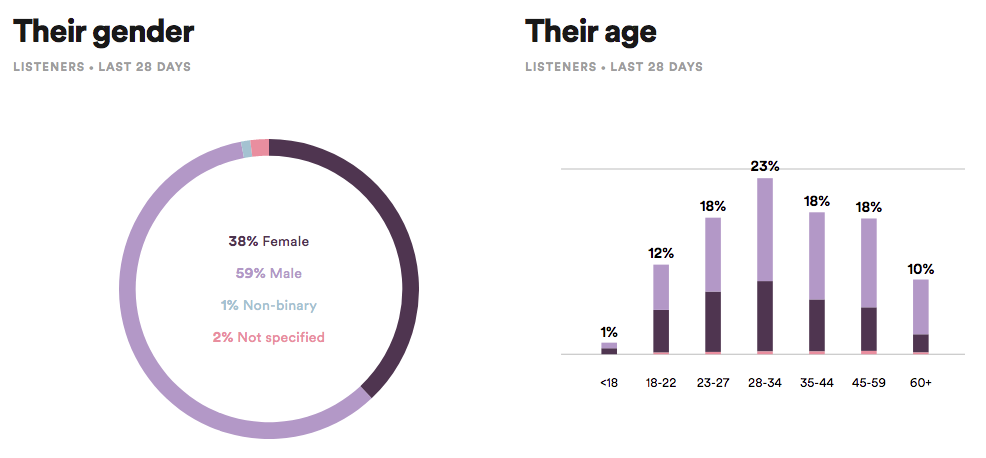 Their gender
LISTENERS • LAST 28 DAYS
38% Female
59% Male
1% Non-binary
2% Not specified
Their age
LISTENERS • LAST 28 DAYS
1%
12%
18%
23%
18%
18%
10%
<18
18-22
23-27
28-34
35-44
45-59
60+